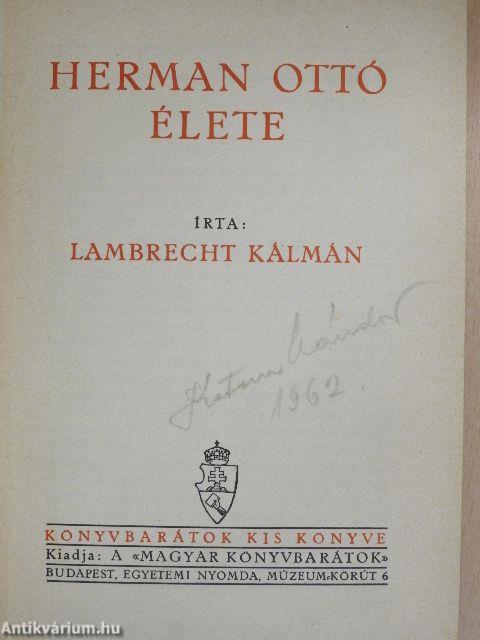 HERMAN OTTÓ
ÉLETE
ÍRTA:
LAMBRECHT KÁLMÁN
1962.
KÖNYVBARÁTOK KIS KÖNYVE
Kiadja: A «MAGYAR KÖNYVBARÁTOK»
BUDAPEST, EGYETEMI NYOMDA, MÚZEUM-KÖRÚT 6
Antikvárium.hu